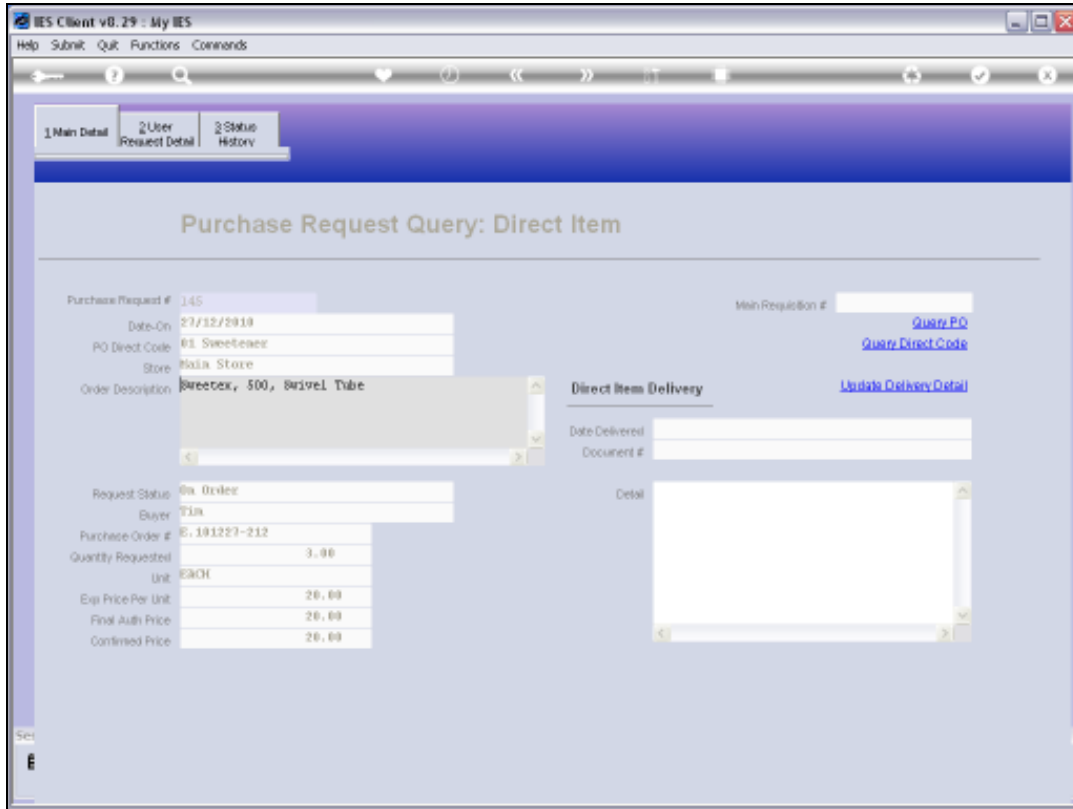 IES Client v8.29 : My IES
Help Submit Quit Functions Commands
1 Main Detail
2 User Request Detail
3 Status History
Purchase Request Query: Direct Item
Purchase Request # 145
Main Requisition #
Date-On 27/12/2010
Query PO
PO Direct Code 01 Sweetener
Query Direct Code
Store Main Store
Order Description Sweetex, 500, Swivel Tube
Direct Item Delivery
Update Delivery Detail
Date Delivered
Document #
Request Status On Order
Detail
Buyer Tim
Purchase Order # E.101227-212
Quantity Requested 3.00
Unit EACH
Exp Price Per Unit 20.00
Final Auth Price 20.00
Confirmed Price 20.00